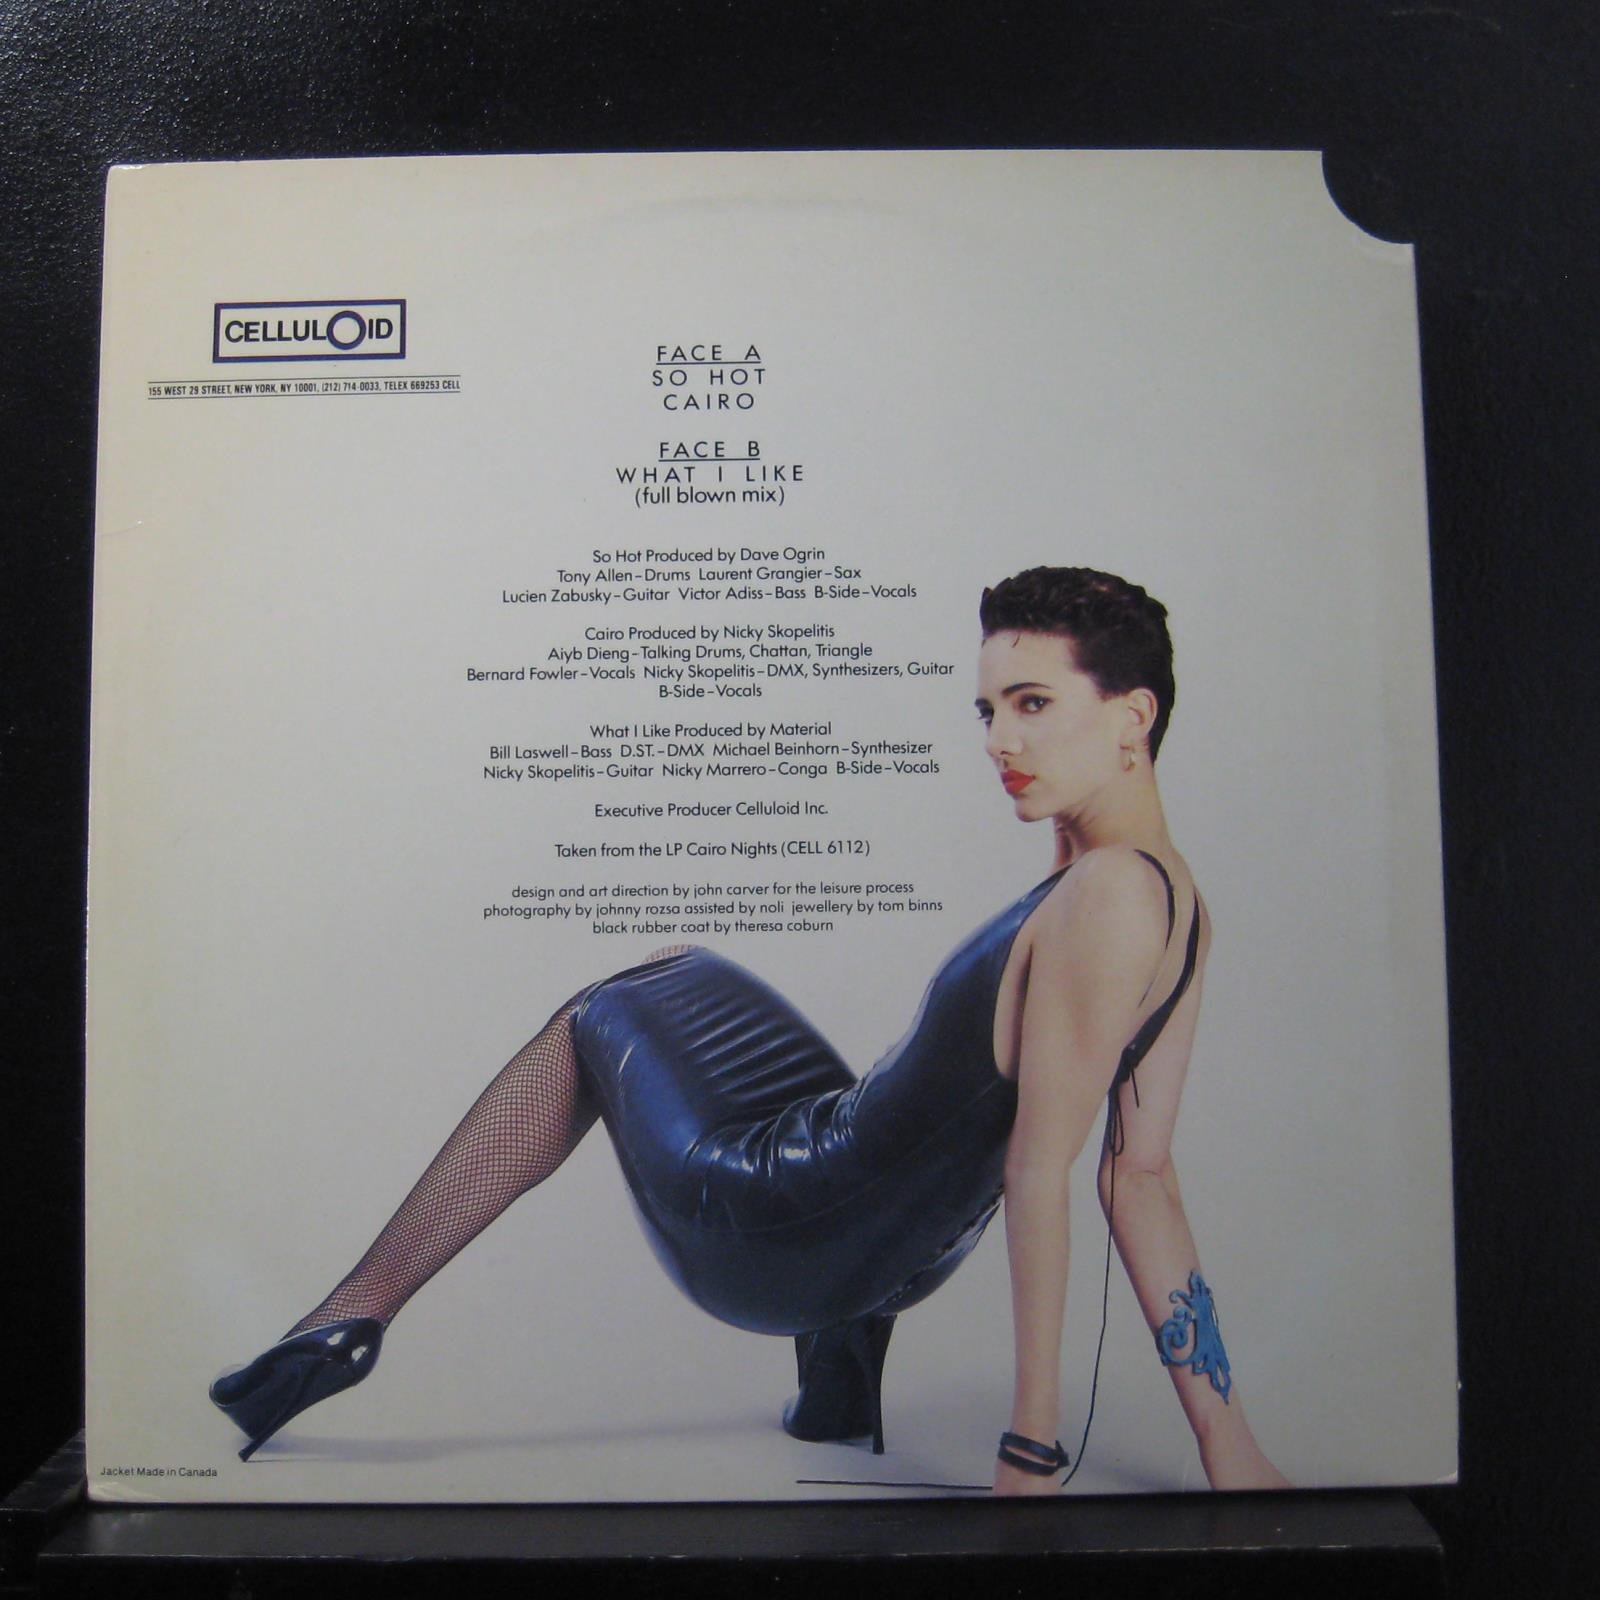 CELLULOID
155 WEST 29 STREET, NEW YORK, NY 10001, (212) 714-0033, TELEX 669253 CELL
FACE A
SO HOT
CAIRO
FACE B
WHAT I LIKE
(full blown mix)
So Hot Produced by Dave Ogrin
Tony Allen–Drums Laurent Grangier–Sax
Lucien Zabusky–Guitar Victor Adiss–Bass B-Side–Vocals
Cairo Produced by Nicky Skopelitis
Aiyb Dieng–Talking Drums, Chattan, Triangle
Bernard Fowler–Vocals Nicky Skopelitis–DMX, Synthesizers, Guitar
B-Side–Vocals
What I Like Produced by Material
Bill Laswell–Bass D.ST.–DMX Michael Beinhorn–Synthesizer
Nicky Skopelitis–Guitar Nicky Marrero–Conga B-Side–Vocals
Executive Producer Celluloid Inc.
Taken from the LP Cairo Nights (CELL 6112)
design and art direction by john carver for the leisure process
photography by johnny rozsa assisted by noli jewellery by tom binns
black rubber coat by theresa coburn
Jacket Made in Canada